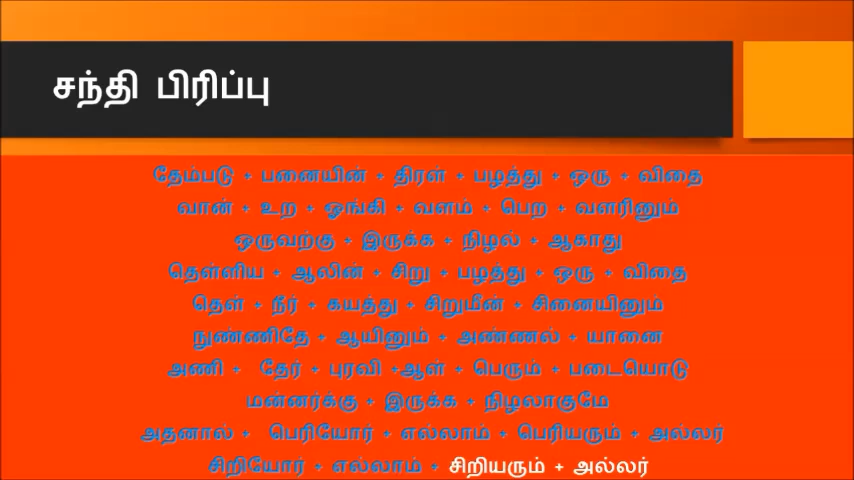 சந்தி பிரிப்பு
தேம்படு + பனையின் + திரள் + பழத்து + ஒரு + விதை
வான் + உற + ஓங்கி + வளம் + பெற + வளரினும்
ஒருவற்கு + இருக்க + நிழல் + ஆகாது
தெள்ளிய + ஆலின் + சிறு + பழத்து + ஒரு + விதை
தெள் + நீர் + கயத்து + சிறுமீன் + சினையினும்
நுண்ணிதே + ஆயினும் + அண்ணல் + யானை
அணி + தேர் + புரவி +ஆள் + பெரும் + படையொடு
மன்னர்க்கு + இருக்க + நிழலாகுமே
அதனால் + பெரியோர் + எல்லாம் + பெரியரும் + அல்லர்
சிறியோர் + எல்லாம் + சிறியரும் + அல்லர்